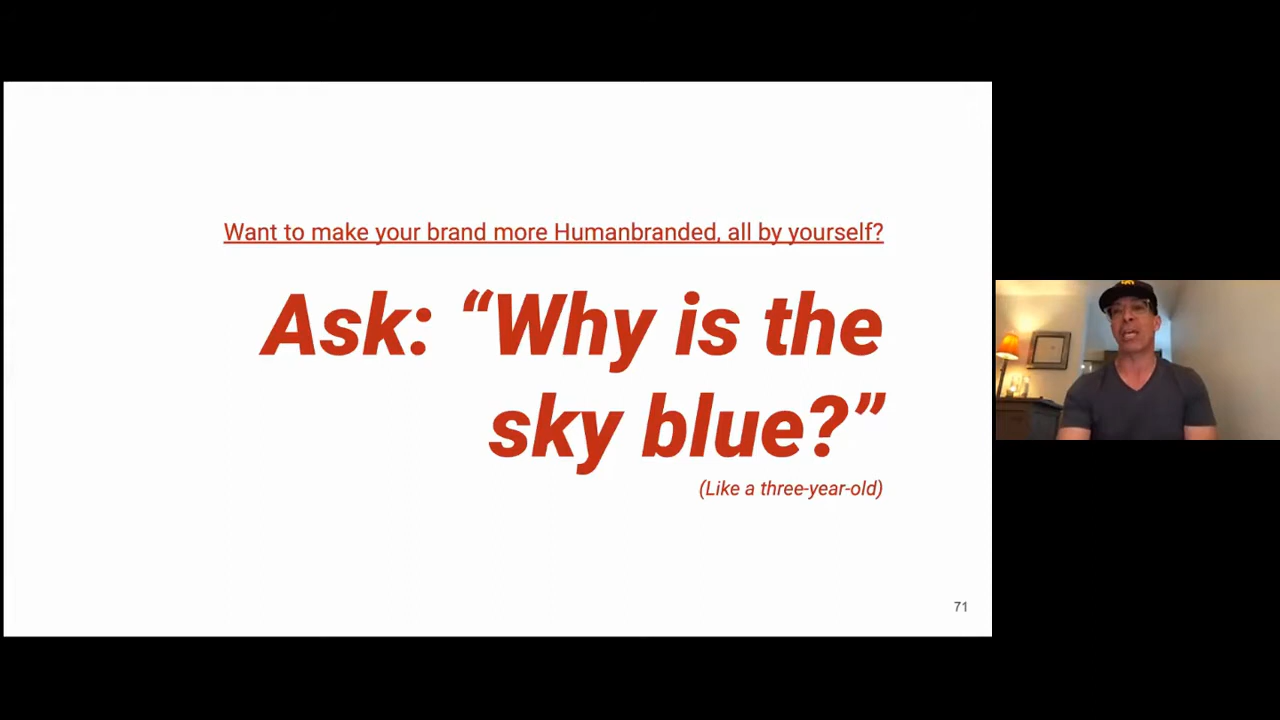 Want to make your brand more Humanbranded, all by yourself?
Ask: “Why is the
sky blue?”
(Like a three-year-old)
71